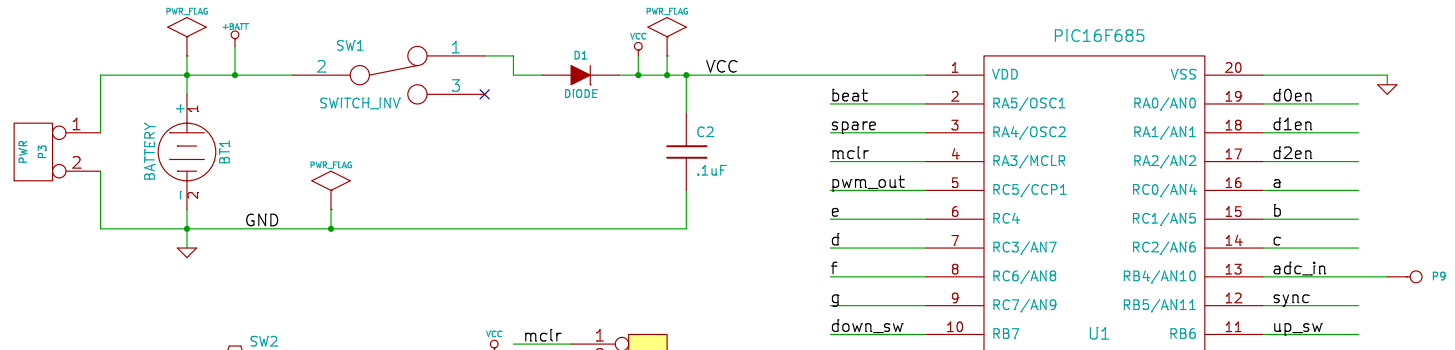 PWR_FLAG
+BATT
SW1
1
2
3
SWITCH_INV
D1
DIODE
VCC
PWR_FLAG
VCC
PWR
P3
1
2
BATTERY
BT1
+
1
-
2
GND
PWR_FLAG
C2
.1uF
PIC16F685
1 VDD VSS 20
beat 2 RA5/OSC1 RA0/AN0 19 d0en
spare 3 RA4/OSC2 RA1/AN1 18 d1en
mclr 4 RA3/MCLR RA2/AN2 17 d2en
pwm_out 5 RC5/CCP1 RC0/AN4 16 a
e 6 RC4 RC1/AN5 15 b
d 7 RC3/AN7 RC2/AN6 14 c
f 8 RC6/AN8 RB4/AN10 13 adc_in P9
g 9 RC7/AN9 RB5/AN11 12 sync
down_sw 10 RB7 U1 RB6 11 up_sw
SW2
VCC
mclr 1